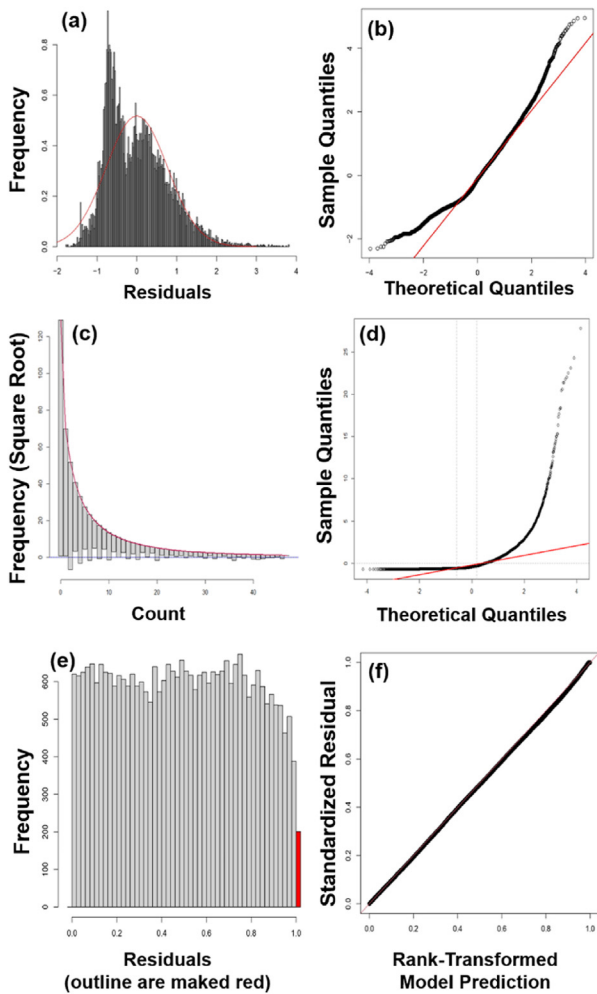 (a)
Frequency
0.8
0.6
0.4
0.2
0.0
−2 −1 0 1 2 3 4
Residuals
(b)
Sample Quantiles
4
2
0
−2
−4 −2 0 2 4
Theoretical Quantiles
(c)
Frequency (Square Root)
120
100
80
60
40
20
0
0 10 20 30 40
Count
(d)
Sample Quantiles
25
20
15
10
5
0
−4 −2 0 2 4
Theoretical Quantiles
(e)
Frequency
600
500
400
300
200
100
0
0.0 0.2 0.4 0.6 0.8 1.0
Residuals
(outline are maked red)
(f)
Standardized Residual
1.0
0.8
0.6
0.4
0.2
0.0
0.0 0.2 0.4 0.6 0.8 1.0
Rank-Transformed
Model Prediction